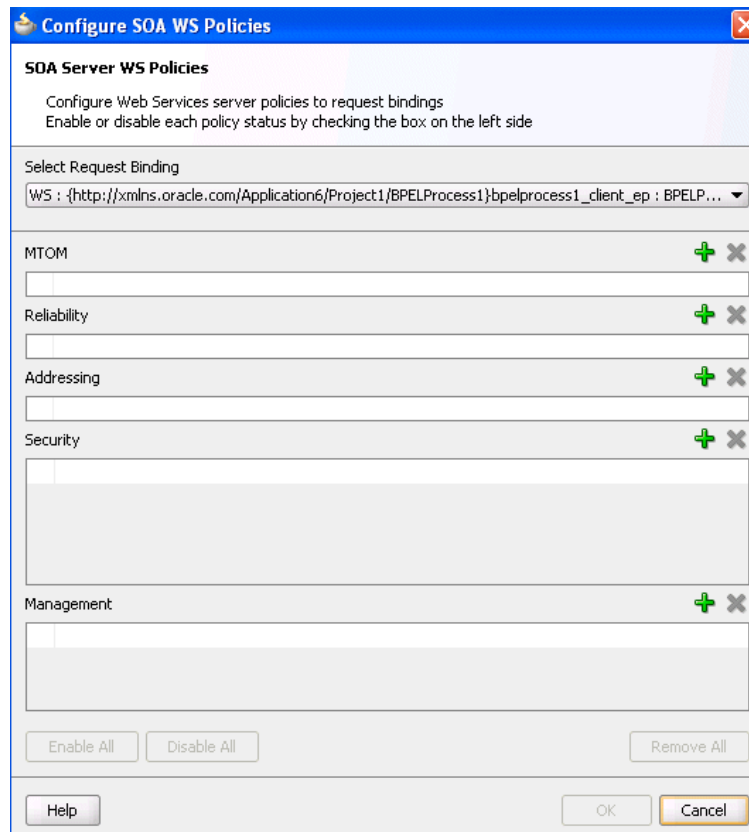 Configure SOA WS Policies
SOA Server WS Policies
Configure Web Services server policies to request bindings
Enable or disable each policy status by checking the box on the left side
Select Request Binding
WS : {http://xmlns.oracle.com/Application6/Project1/BPELProcess1}bpelprocess1_client_ep : BPELP...
MTOM
Reliability
Addressing
Security
Management
Enable All Disable All Remove All
Help OK Cancel